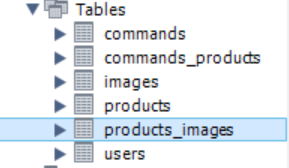 Tables
commands
commands_products
images
products
products_images
users